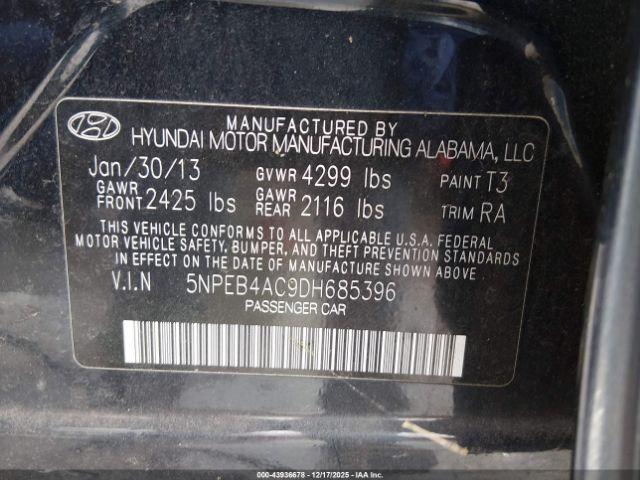 MANUFACTURED BY
HYUNDAI MOTOR MANUFACTURING ALABAMA, LLC
Jan/30/13 GVWR 4299 lbs PAINT T3
GAWR FRONT 2425 lbs GAWR REAR 2116 lbs TRIM RA
THIS VEHICLE CONFORMS TO ALL APPLICABLE U.S.A. FEDERAL
MOTOR VEHICLE SAFETY, BUMPER, AND THEFT PREVENTION
STANDARDS IN EFFECT ON THE DATE OF MANUFACTURE SHOWN ABOVE.
V.I.N 5NPEB4AC9DH685396
PASSENGER CAR
000-43936678 - 12/17/2025 - IAA, Inc.